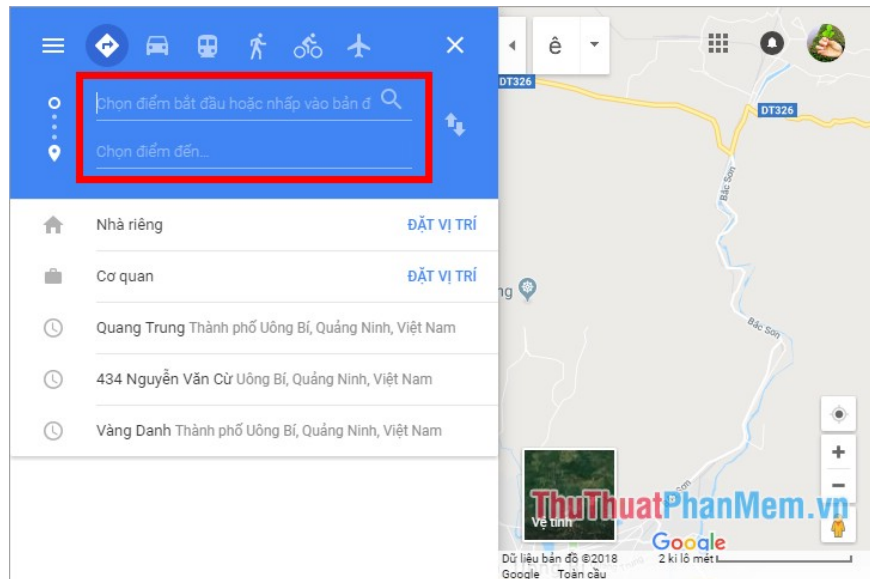 Chọn điểm bắt đầu hoặc nhấp vào bản đ
Chọn điểm đến...
Nhà riêng ĐẶT VỊ TRÍ
Cơ quan ĐẶT VỊ TRÍ
Quang Trung Thành phố Uông Bí, Quảng Ninh, Việt Nam
434 Nguyễn Văn Cừ Uông Bí, Quảng Ninh, Việt Nam
Vàng Danh Thành phố Uông Bí, Quảng Ninh, Việt Nam
ê
DT326
DT326
Bắc Sơn
ng
Bắc Sơn
Sơn
Vệ tinh
ThuThuatPhanMem.vn
Google
Dữ liệu bản đồ ©2018 2 ki lô mét
Google Toàn cầu